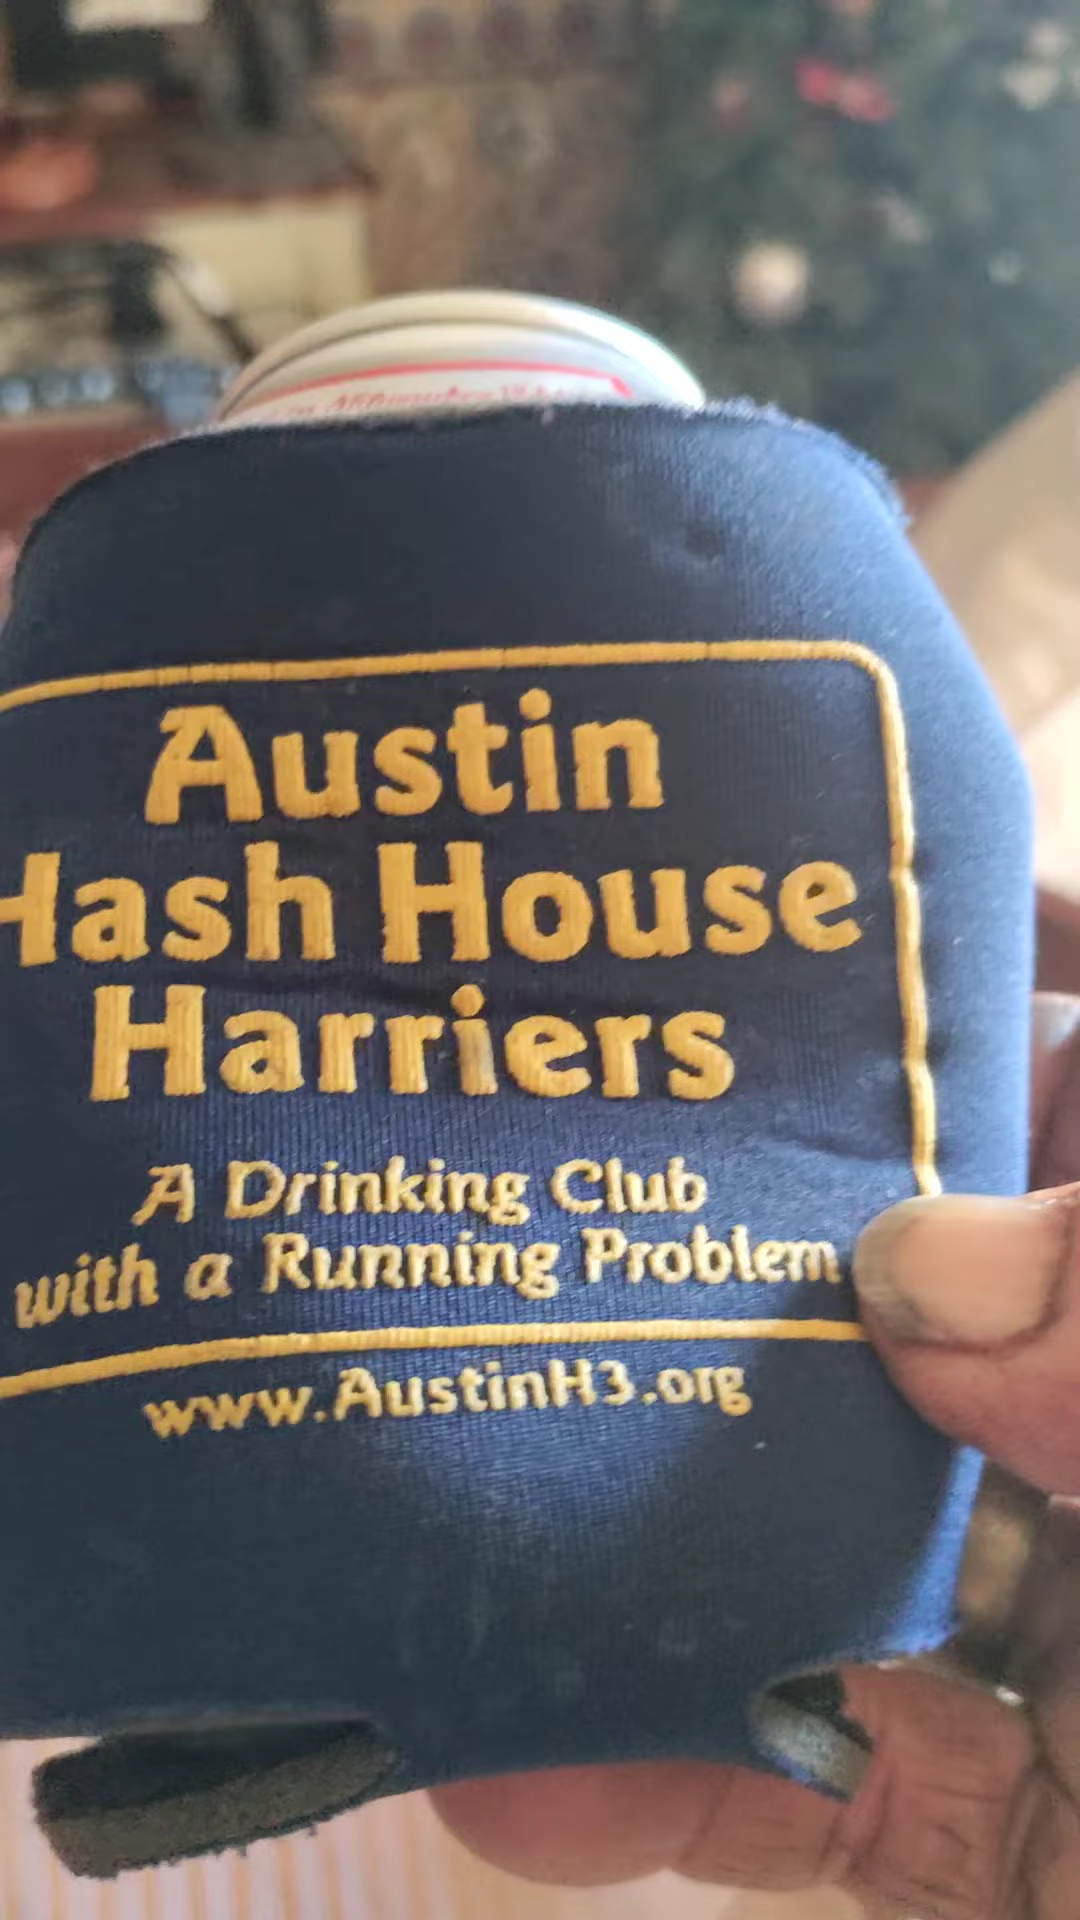 Austin
Hash House
Harriers
A Drinking Club
with a Running Problem
www.AustinH3.org